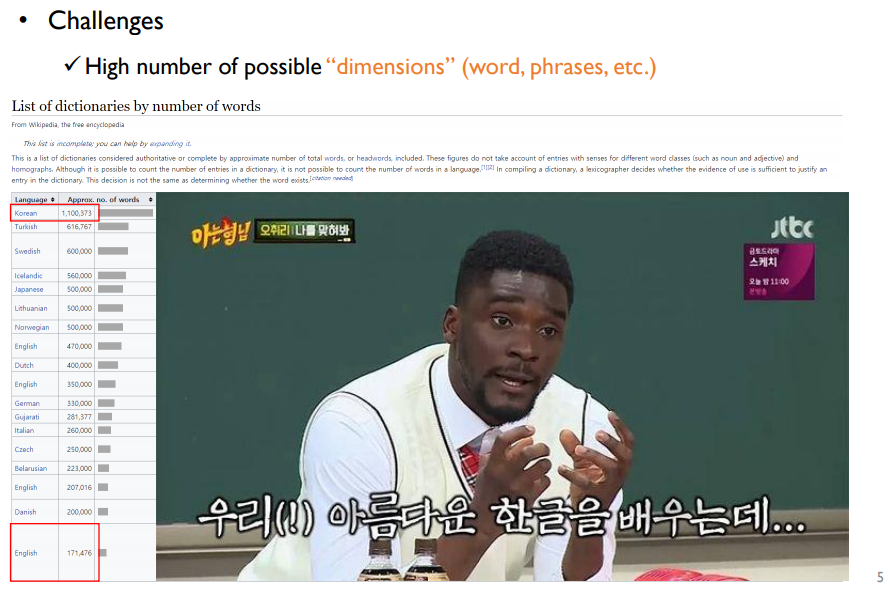 • Challenges
✓ High number of possible “dimensions” (word, phrases, etc.)
List of dictionaries by number of words
From Wikipedia, the free encyclopedia
This list is incomplete; you can help by expanding it.
This is a list of dictionaries considered authoritative or complete by approximate number of total words, or headwords, included. These figures do not take account of entries with senses for different word classes (such as noun and adjective) and
homographs. Although it is possible to count the number of entries in a dictionary, it is not possible to count the number of words in a language.[1][2] In compiling a dictionary, a lexicographer decides whether the evidence of use is sufficient to justify an
entry in the dictionary. This decision is not the same as determining whether the word exists.[citation needed]
Language Approx. no. of words
Korean 1,100,373
Turkish 616,767
Swedish 600,000
Icelandic 560,000
Japanese 500,000
Lithuanian 500,000
Norwegian 500,000
English 470,000
Dutch 400,000
English 350,000
German 330,000
Gujarati 281,377
Italian 260,000
Czech 250,000
Belarusian 223,000
English 207,016
Danish 200,000
English 171,476
아는형님 오취리 나를 맞혀봐
jtbc
금토드라마
스케치
오늘 밤 11:00
본방송
우리(!) 아름다운 한글을 배우는데...
5